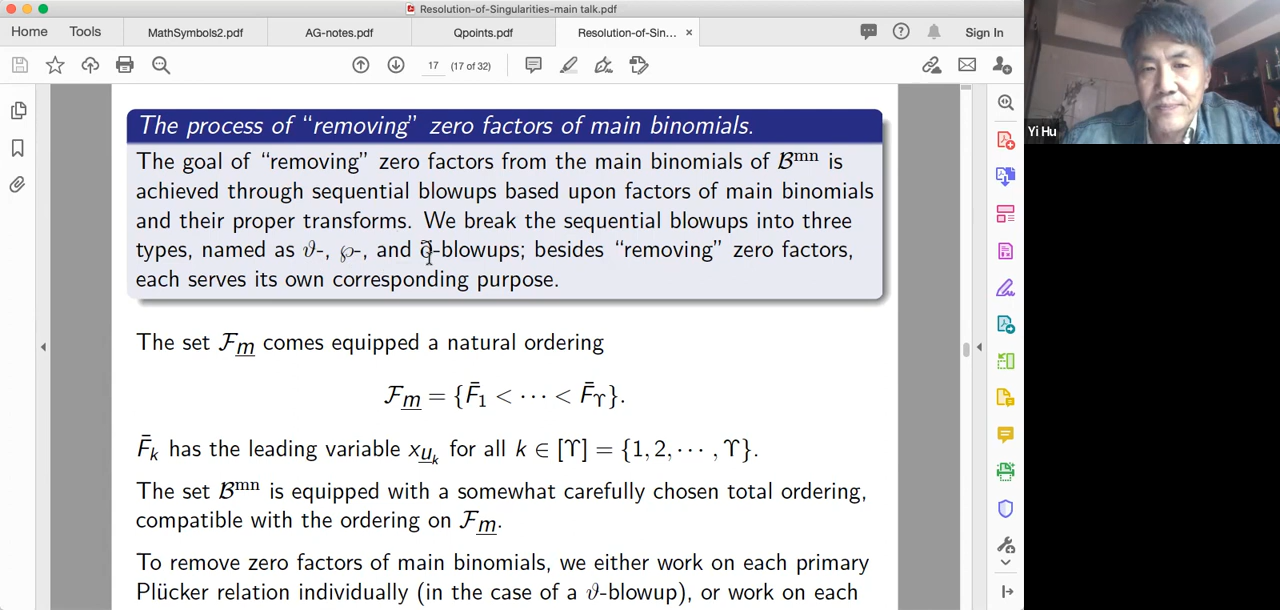 Resolution-of-Singularities-main talk.pdf
Home Tools MathSymbols2.pdf AG-notes.pdf Qpoints.pdf Resolution-of-Sin... × Sign In
17 (17 of 32)
Yi Hu
The process of “removing” zero factors of main binomials.
The goal of “removing” zero factors from the main binomials of ℬᵐⁿ is
achieved through sequential blowups based upon factors of main binomials
and their proper transforms. We break the sequential blowups into three
types, named as ϑ-, ℘-, and -blowups; besides “removing” zero factors,
each serves its own corresponding purpose.
The set ℱ_m̲ comes equipped a natural ordering
ℱ_m̲ = {F̄₁ < ⋯ < F̄_ϒ}.
F̄ₖ has the leading variable x_u̲ₖ for all k ∈ [ϒ] = {1, 2, ⋯ , ϒ}.
The set ℬᵐⁿ is equipped with a somewhat carefully chosen total ordering,
compatible with the ordering on ℱ_m̲.
To remove zero factors of main binomials, we either work on each primary
Plücker relation individually (in the case of a ϑ-blowup), or work on each